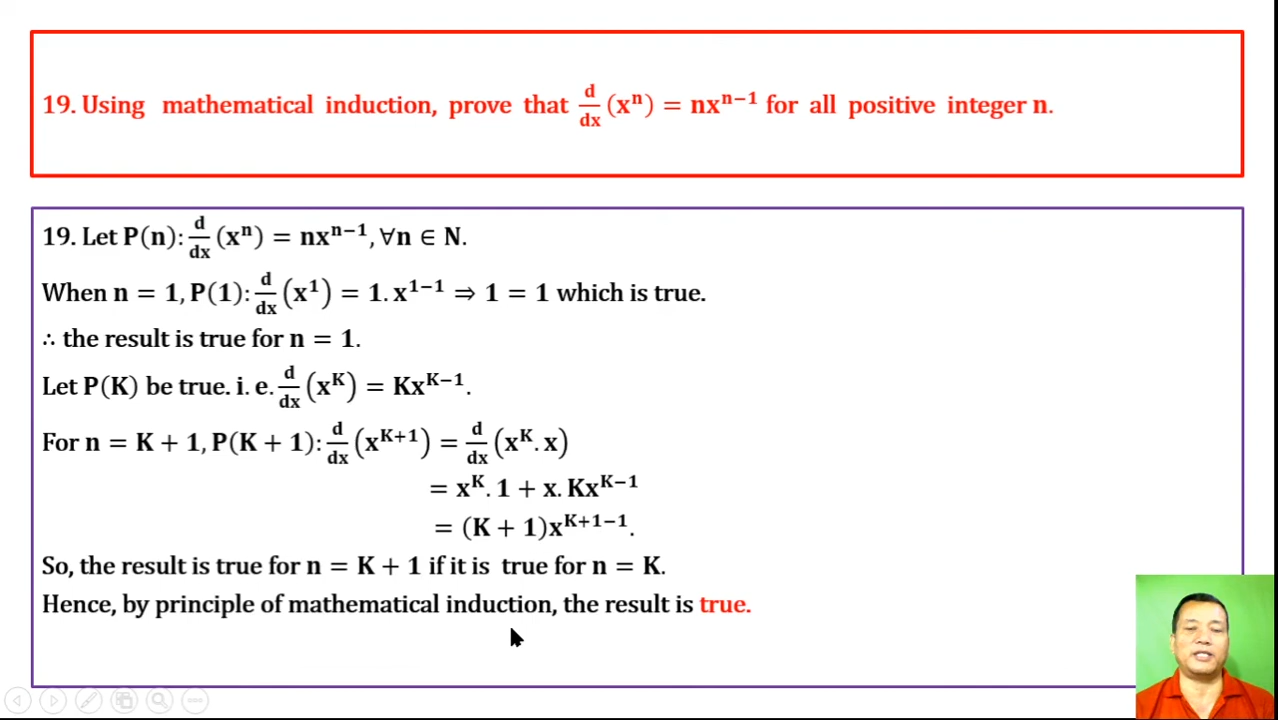 19. Using mathematical induction, prove that d/dx (xⁿ) = nxⁿ⁻¹ for all positive integer n.
19. Let P(n): d/dx (xⁿ) = nxⁿ⁻¹, ∀n ∈ N.
When n = 1, P(1): d/dx (x¹) = 1. x¹⁻¹ ⇒ 1 = 1 which is true.
∴ the result is true for n = 1.
Let P(K) be true. i. e. d/dx (xᴷ) = Kxᴷ⁻¹.
For n = K + 1, P(K + 1): d/dx (xᴷ⁺¹) = d/dx (xᴷ. x)
= xᴷ. 1 + x. Kxᴷ⁻¹
= (K + 1)xᴷ⁺¹⁻¹.
So, the result is true for n = K + 1 if it is true for n = K.
Hence, by principle of mathematical induction, the result is true.